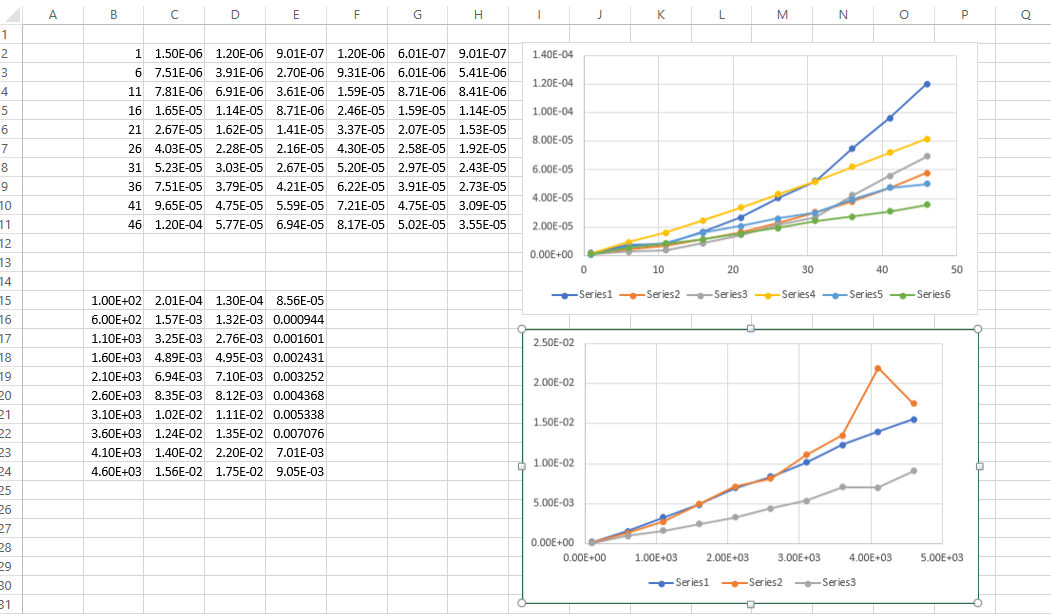 A B C D E F G H I J K L M N O P Q
1
2 1 1.50E-06 1.20E-06 9.01E-07 1.20E-06 6.01E-07 9.01E-07
3 6 7.51E-06 3.91E-06 2.70E-06 9.31E-06 6.01E-06 5.41E-06
4 11 7.81E-06 6.91E-06 3.61E-06 1.59E-05 8.71E-06 8.41E-06
5 16 1.65E-05 1.14E-05 8.71E-06 2.46E-05 1.59E-05 1.14E-05
6 21 2.67E-05 1.62E-05 1.41E-05 3.37E-05 2.07E-05 1.53E-05
7 26 4.03E-05 2.28E-05 2.16E-05 4.30E-05 2.58E-05 1.92E-05
8 31 5.23E-05 3.03E-05 2.67E-05 5.20E-05 2.97E-05 2.43E-05
9 36 7.51E-05 3.79E-05 4.21E-05 6.22E-05 3.91E-05 2.73E-05
10 41 9.65E-05 4.75E-05 5.59E-05 7.21E-05 4.75E-05 3.09E-05
11 46 1.20E-04 5.77E-05 6.94E-05 8.17E-05 5.02E-05 3.55E-05
12
13
14
15 1.00E+02 2.01E-04 1.30E-04 8.56E-05
16 6.00E+02 1.57E-03 1.32E-03 0.000944
17 1.10E+03 3.25E-03 2.76E-03 0.001601
18 1.60E+03 4.89E-03 4.95E-03 0.002431
19 2.10E+03 6.94E-03 7.10E-03 0.003252
20 2.60E+03 8.35E-03 8.12E-03 0.004368
21 3.10E+03 1.02E-02 1.11E-02 0.005338
22 3.60E+03 1.24E-02 1.35E-02 0.007076
23 4.10E+03 1.40E-02 2.20E-02 7.01E-03
24 4.60E+03 1.56E-02 1.75E-02 9.05E-03
25
26
27
28
29
30
31
1.40E-04
1.20E-04
1.00E-04
8.00E-05
6.00E-05
4.00E-05
2.00E-05
0.00E+00
0 10 20 30 40 50
Series1 Series2 Series3 Series4 Series5 Series6
2.50E-02
2.00E-02
1.50E-02
1.00E-02
5.00E-03
0.00E+00
0.00E+00 1.00E+03 2.00E+03 3.00E+03 4.00E+03 5.00E+03
Series1 Series2 Series3